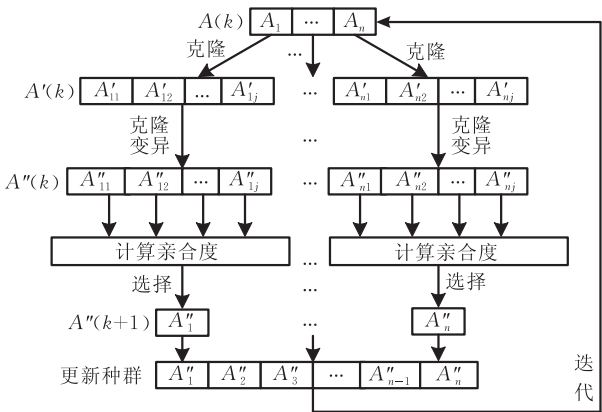 A(k) A₁ ··· Aₙ
克隆 ··· 克隆
A′(k) A′₁₁ A′₁₂ ··· A′₁ⱼ ··· A′ₙ₁ A′ₙ₂ ··· A′ₙⱼ
克隆 克隆
变异 ··· 变异
A″(k) A″₁₁ A″₁₂ ··· A″₁ⱼ ··· A″ₙ₁ A″ₙ₂ ··· A″ₙⱼ
计算亲合度 ··· 计算亲合度
选择 ··· 选择
A″(k+1) A″₁ ··· A″ₙ
更新种群 A″₁ A″₂ A″₃ ··· A″ₙ₋₁ A″ₙ
迭
代